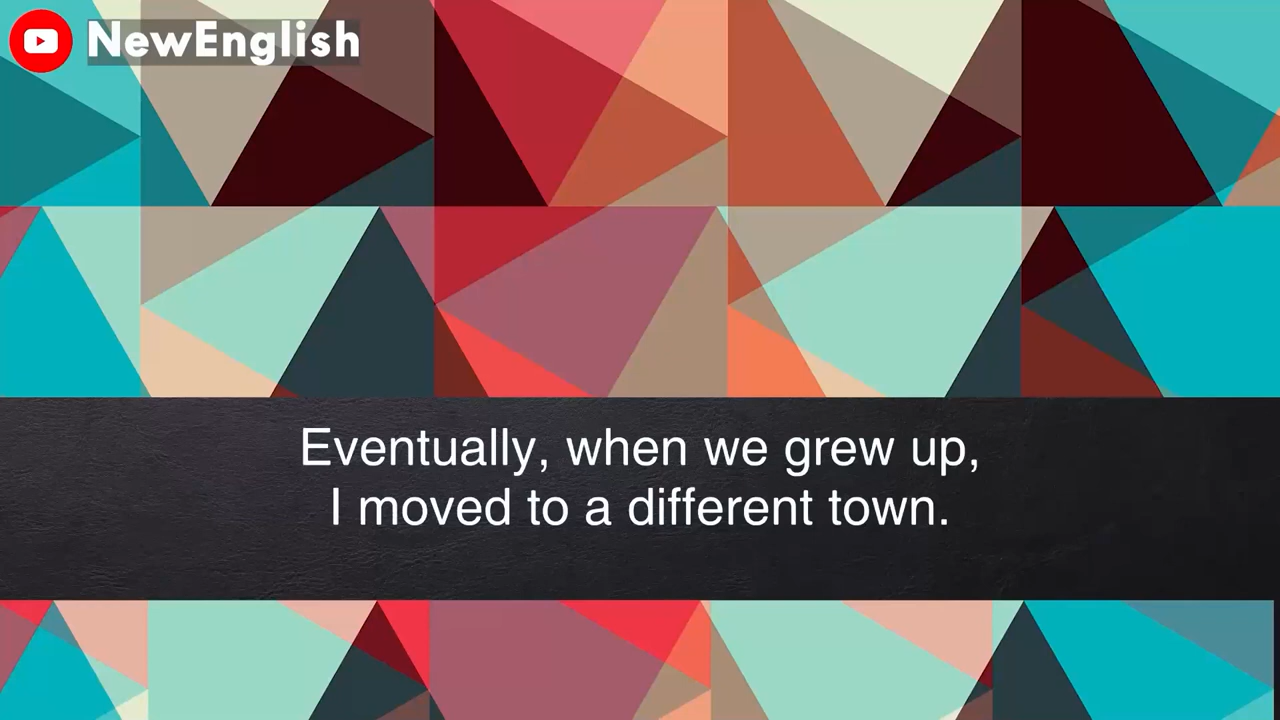 NewEnglish
Eventually, when we grew up,
I moved to a different town.